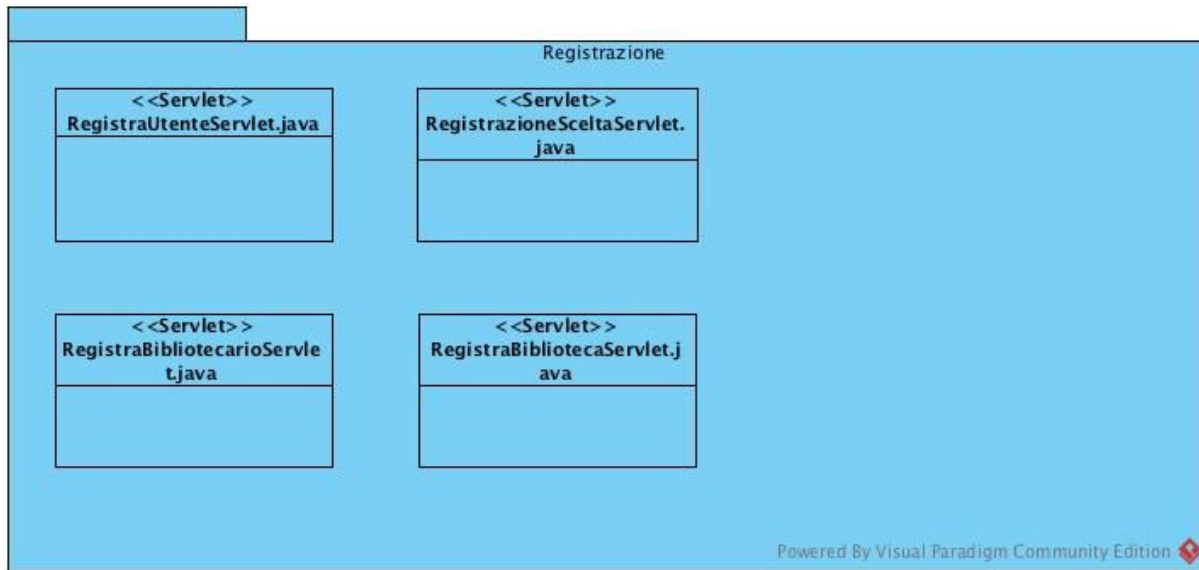 Registrazione
<<Servlet>>
RegistraUtenteServlet.java
<<Servlet>>
RegistrazioneSceltaServlet.
java
<<Servlet>>
RegistraBibliotecarioServle
t.java
<<Servlet>>
RegistraBibliotecaServlet.j
ava
Powered By Visual Paradigm Community Edition